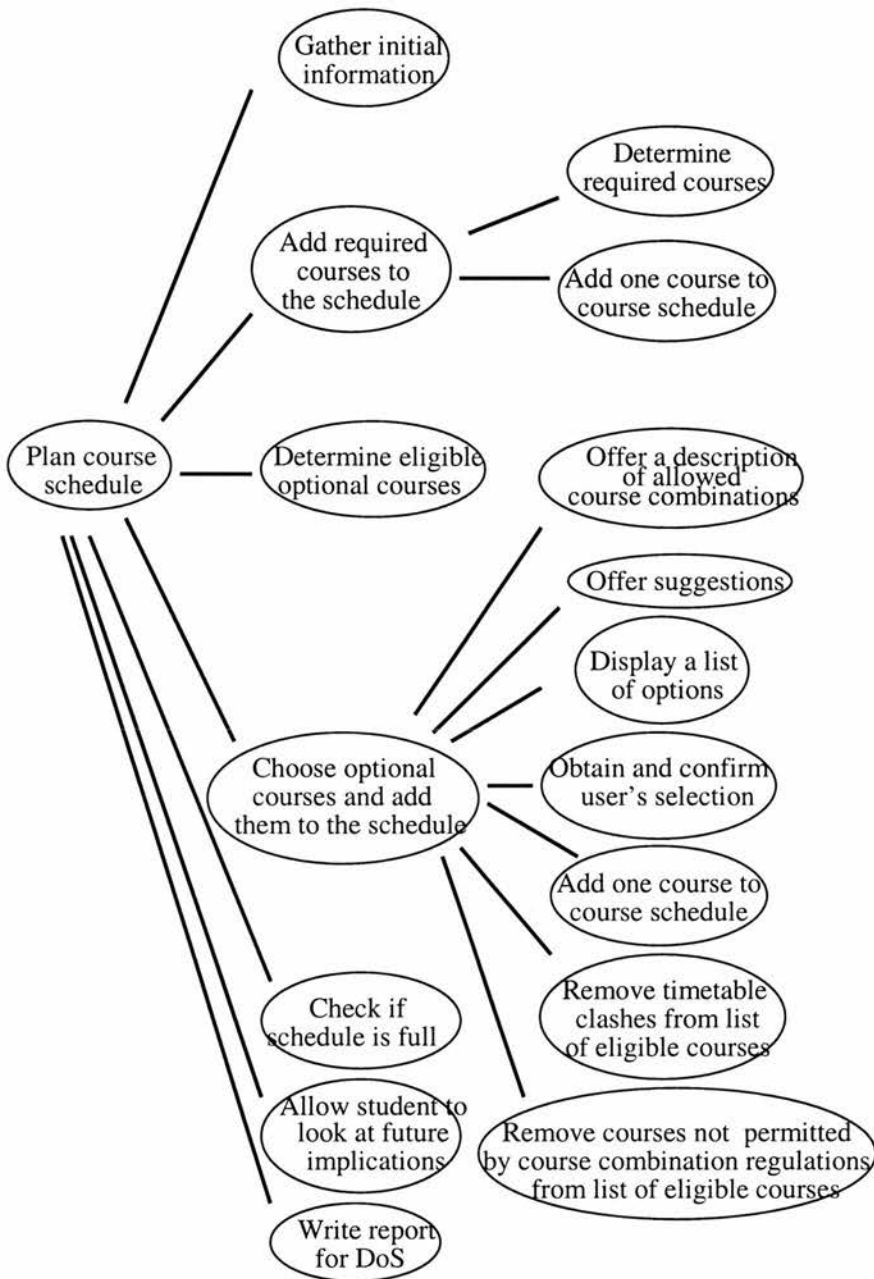 Gather initial
information
Determine
required courses
Add required
courses to
the schedule
Add one course to
course schedule
Plan course
schedule
Determine eligible
optional courses
Offer a description
of allowed
course combinations
Offer suggestions
Display a list
of options
Choose optional
courses and add
them to the schedule
Obtain and confirm
user's selection
Add one course to
course schedule
Remove timetable
clashes from list
of eligible courses
Check if
schedule is full
Allow student to
look at future
implications
Remove courses not permitted
by course combination regulations
from list of eligible courses
Write report
for DoS